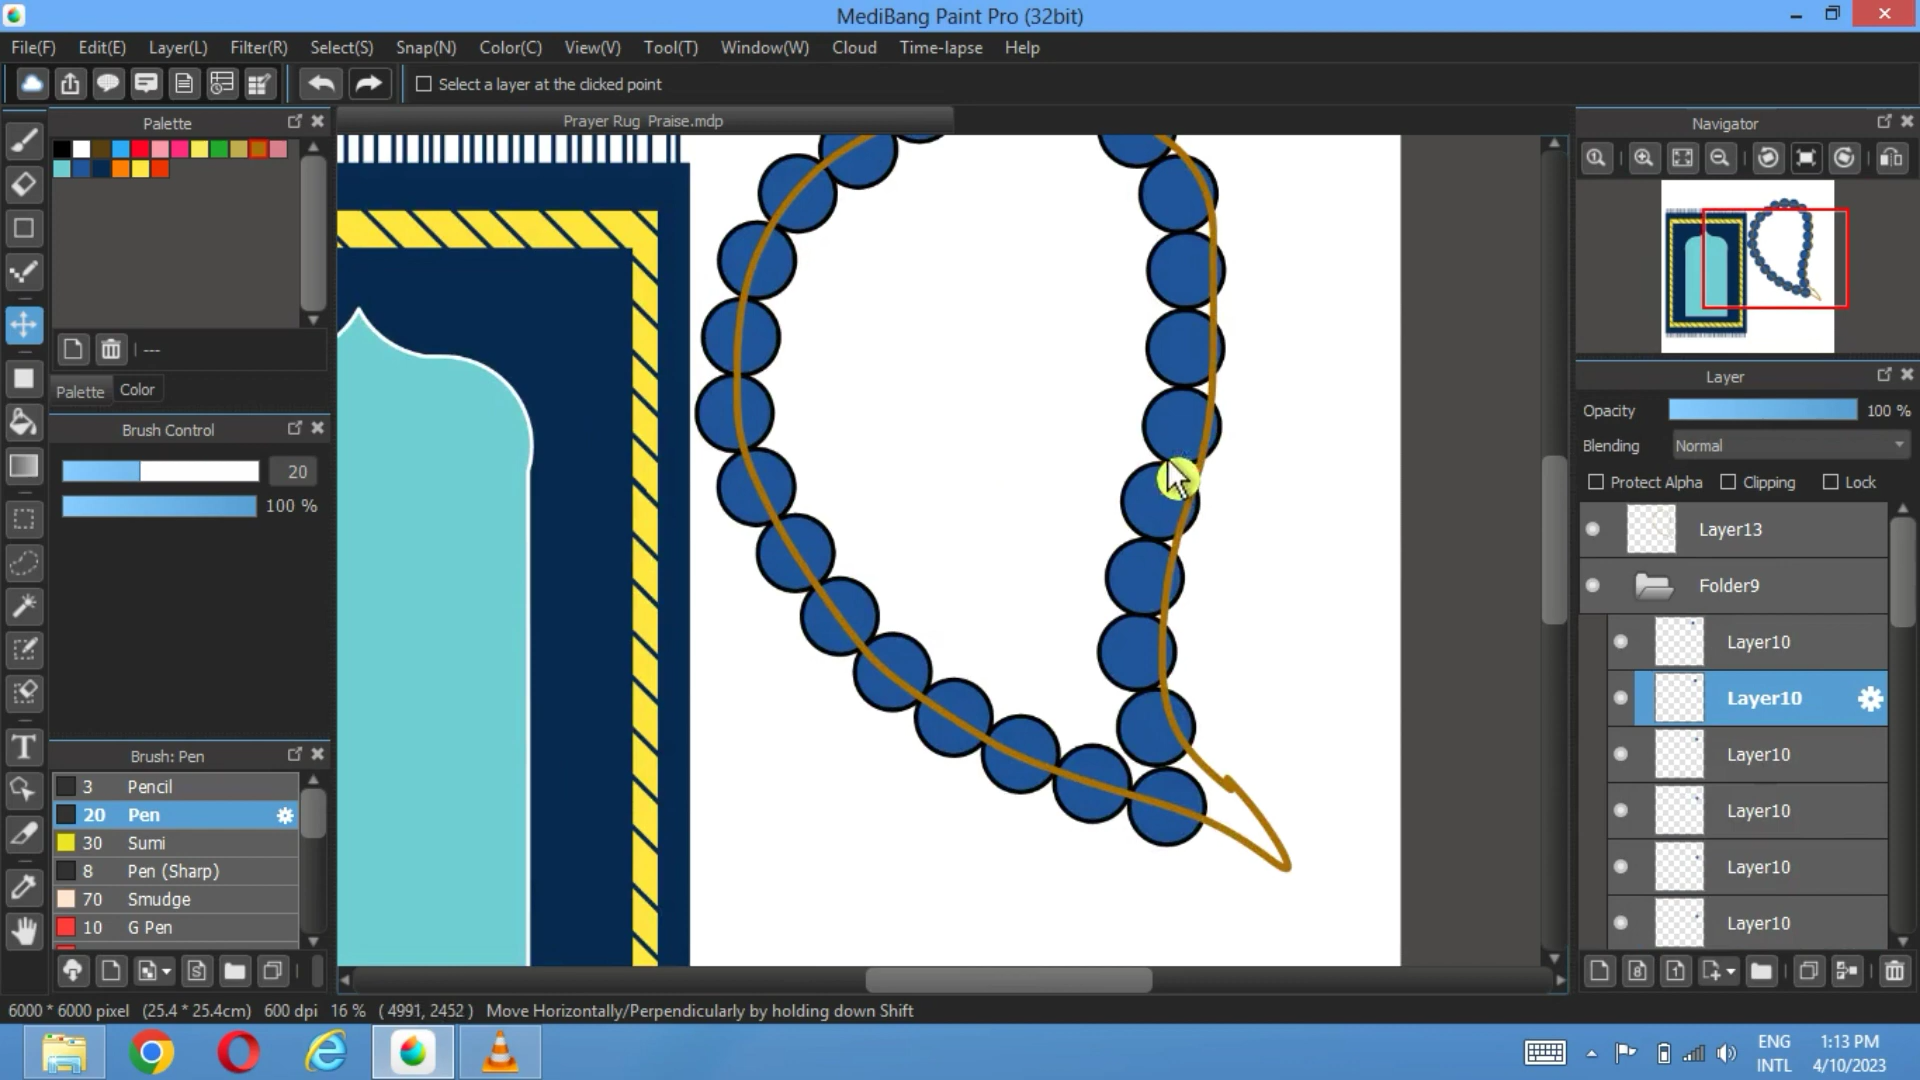 MediBang Paint Pro (32bit)
File(F) Edit(E) Layer(L) Filter(R) Select(S) Snap(N) Color(C) View(V) Tool(T) Window(W) Cloud Time-lapse Help
Select a layer at the clicked point
Palette
Prayer Rug Praise.mdp
Navigator
---
Palette Color
Layer
Opacity 100 %
Brush Control
Blending Normal
20
Protect Alpha Clipping Lock
100 %
Layer13
Folder9
Layer10
Layer10
Layer10
Layer10
Layer10
Layer10
Brush: Pen
3 Pencil
20 Pen
30 Sumi
8 Pen (Sharp)
70 Smudge
10 G Pen
6000 * 6000 pixel (25.4 * 25.4cm) 600 dpi 16 % ( 4991, 2452 ) Move Horizontally/Perpendicularly by holding down Shift
ENG
INTL
1:13 PM
4/10/2023